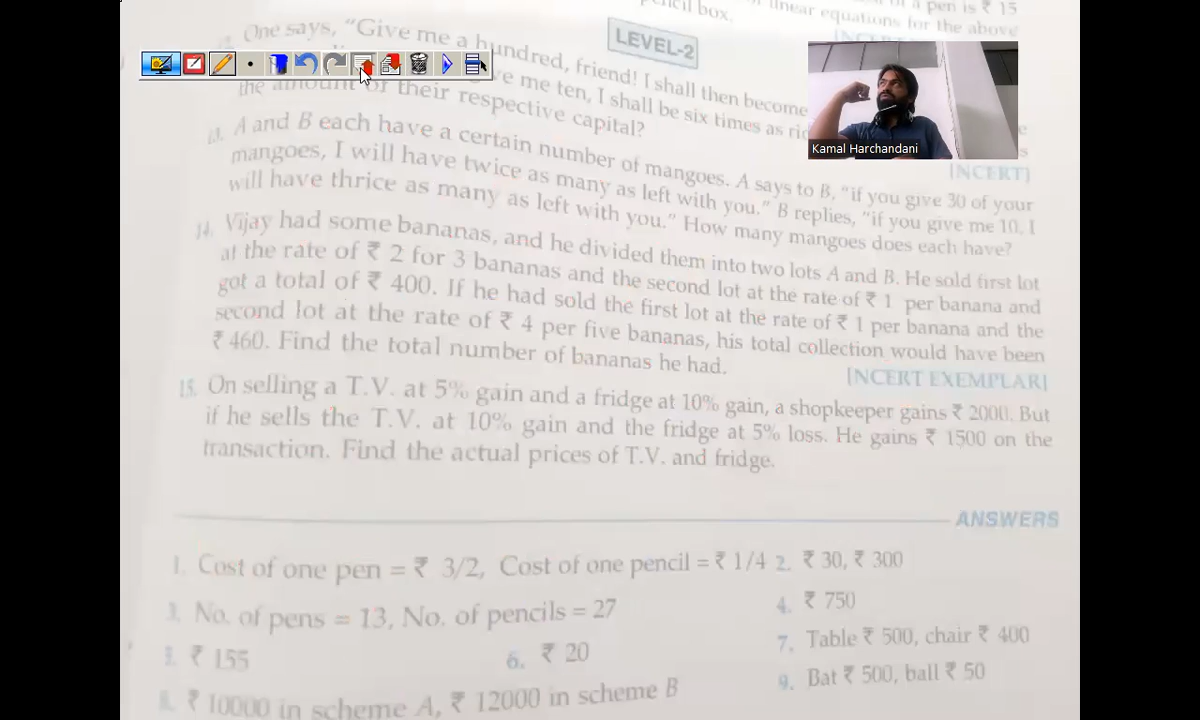 of a pen is ₹ 15
pencil box.
linear equations for the above
LEVEL-2
One says, "Give me a hundred, friend! I shall then become
me ten, I shall be six times as
the amount of their respective capital?
[NCERT]
13. A and B each have a certain number of mangoes. A says to B, "if you give 30 of your
mangoes, I will have twice as many as left with you." B replies, "if you give me 10, I
will have thrice as many as left with you." How many mangoes does each have?
14. Vijay had some bananas, and he divided them into two lots A and B. He sold first lot
at the rate of ₹ 2 for 3 bananas and the second lot at the rate of ₹ 1 per banana and
got a total of ₹ 400. If he had sold the first lot at the rate of ₹ 1 per banana and the
second lot at the rate of ₹ 4 per five bananas, his total collection would have been
₹ 460. Find the total number of bananas he had.
[NCERT EXEMPLAR]
15. On selling a T.V. at 5% gain and a fridge at 10% gain, a shopkeeper gains ₹ 2000. But
if he sells the T.V. at 10% gain and the fridge at 5% loss. He gains ₹ 1500 on the
transaction. Find the actual prices of T.V. and fridge.
ANSWERS
1. Cost of one pen = ₹ 3/2, Cost of one pencil = ₹ 1/4 2. ₹ 30, ₹ 300
3. No. of pens = 13, No. of pencils = 27 4. ₹ 750
5. ₹ 155 6. ₹ 20 7. Table ₹ 500, chair ₹ 400
8. ₹ 10000 in scheme A, ₹ 12000 in scheme B 9. Bat ₹ 500, ball ₹ 50
Kamal Harchandani